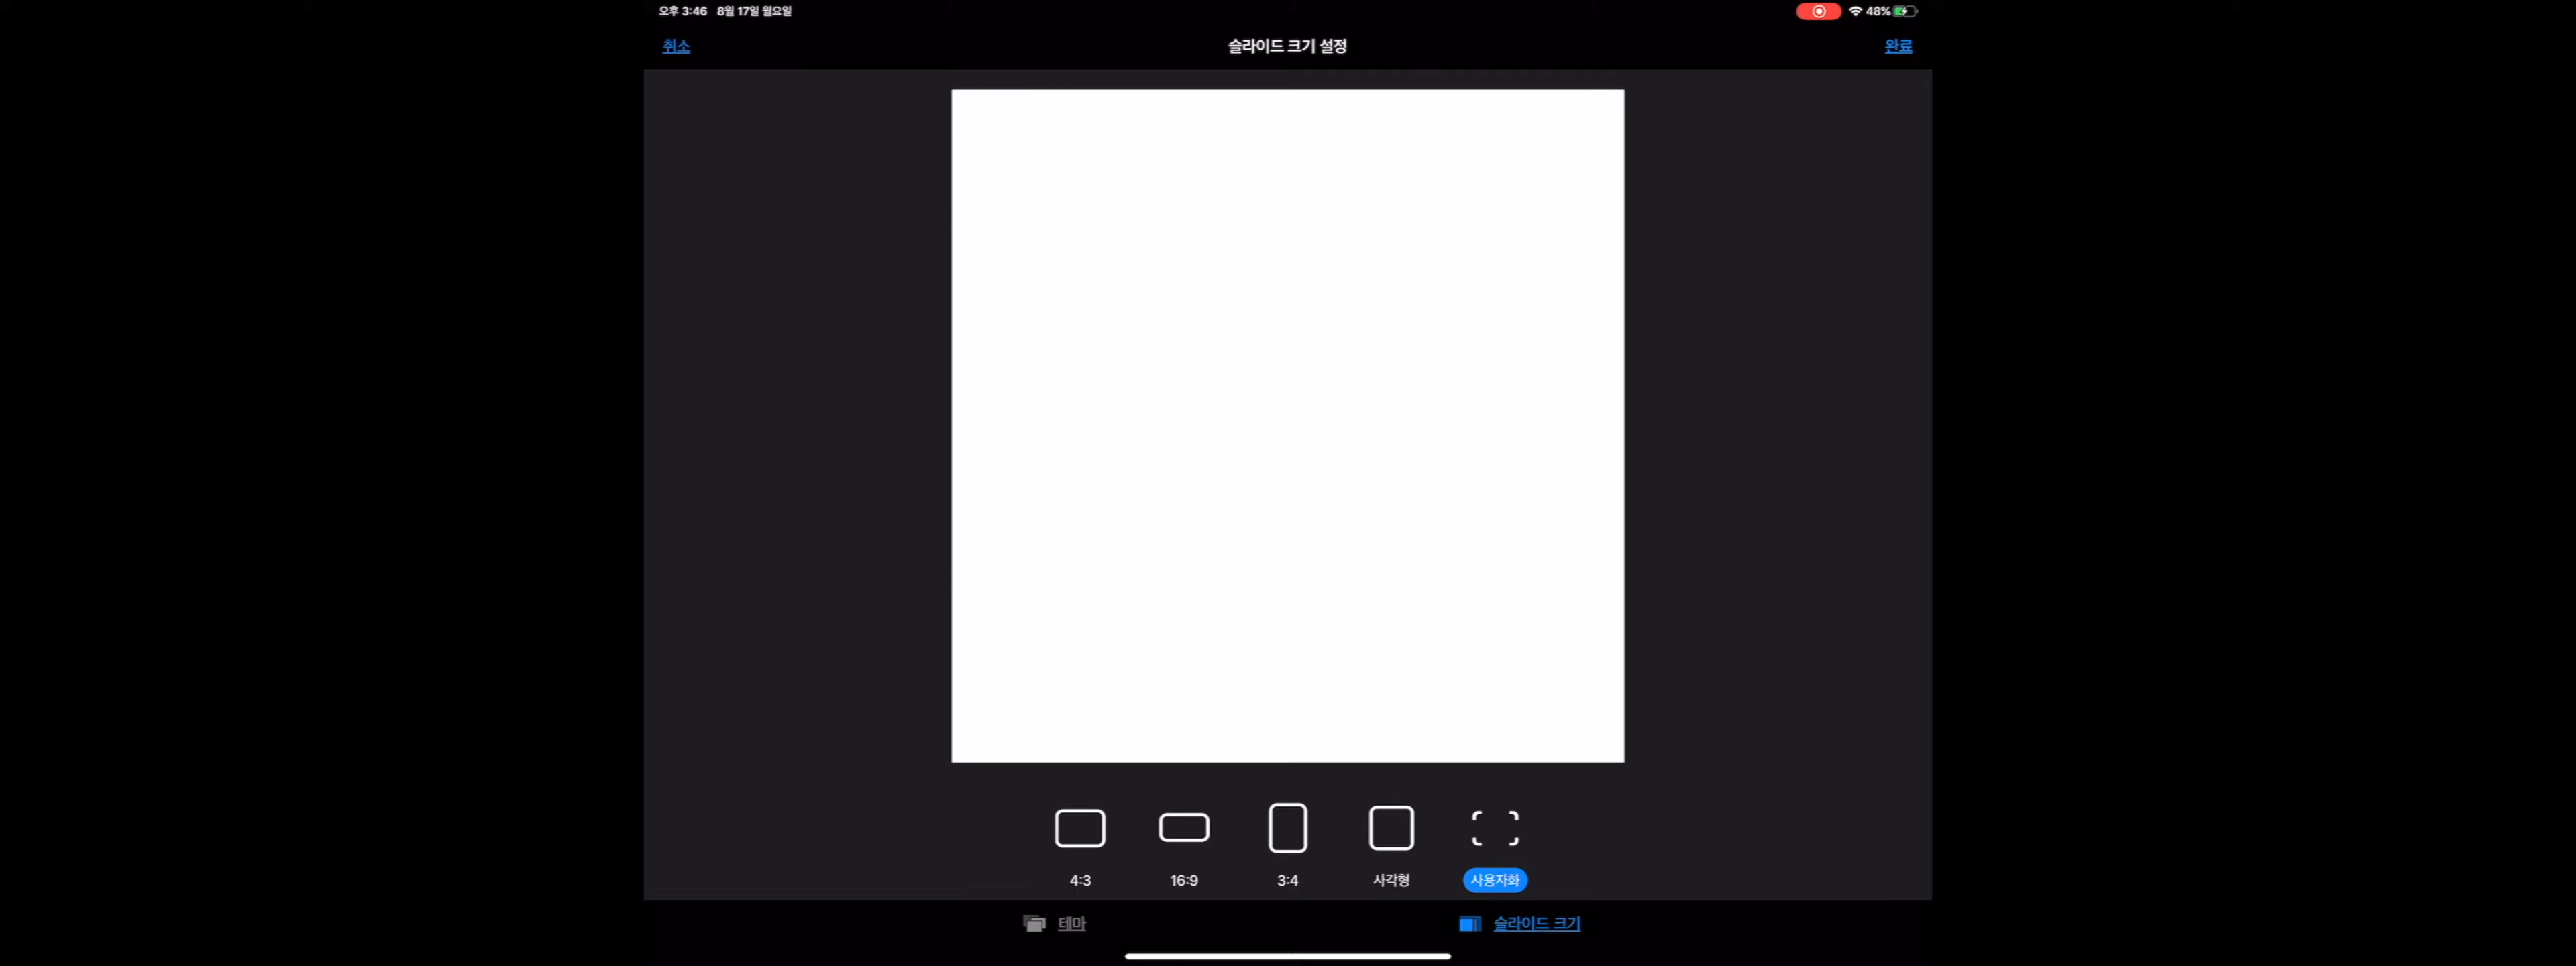 오후 3:46 8월 17일 월요일
48%
취소
슬라이드 크기 설정
완료
4:3
16:9
3:4
사각형
사용자화
테마
슬라이드 크기